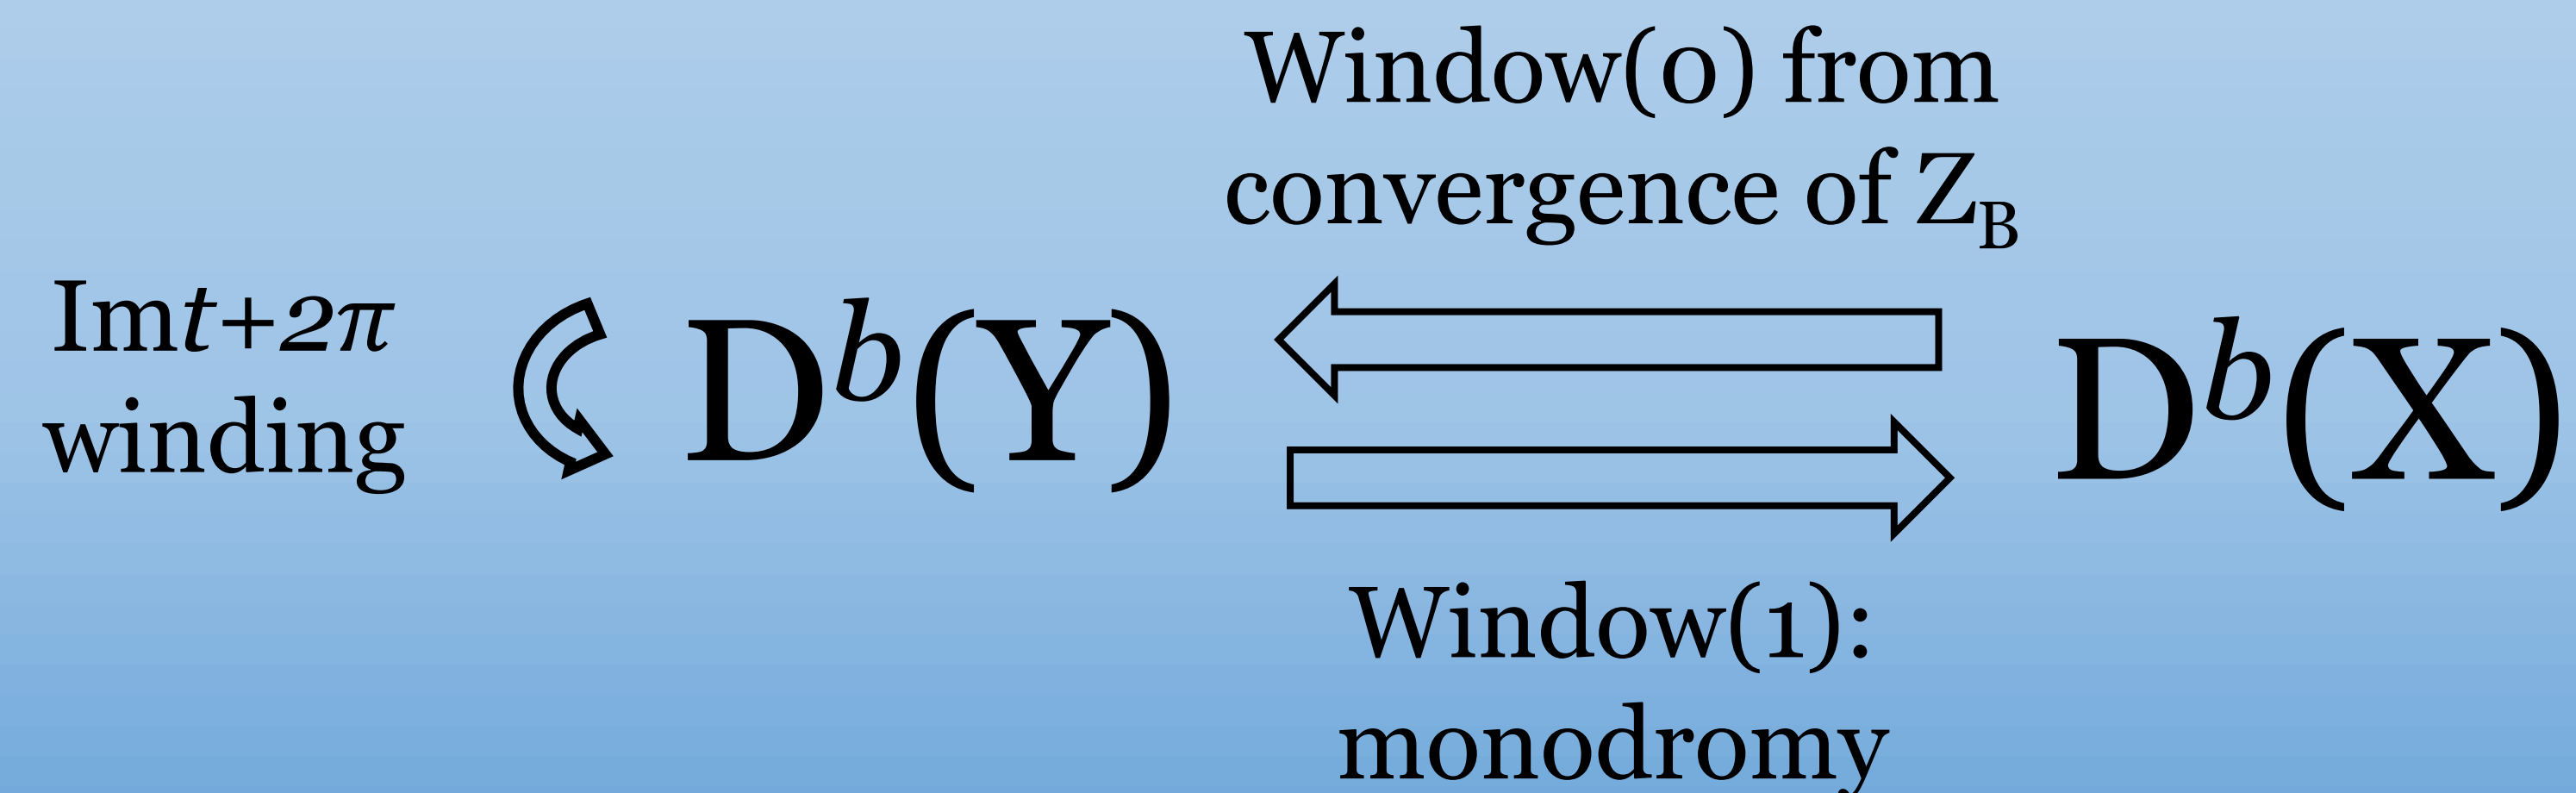 Window(0) from
convergence of Z_B
Imt+2π
winding
D^b(Y)
D^b(X)
Window(1):
monodromy